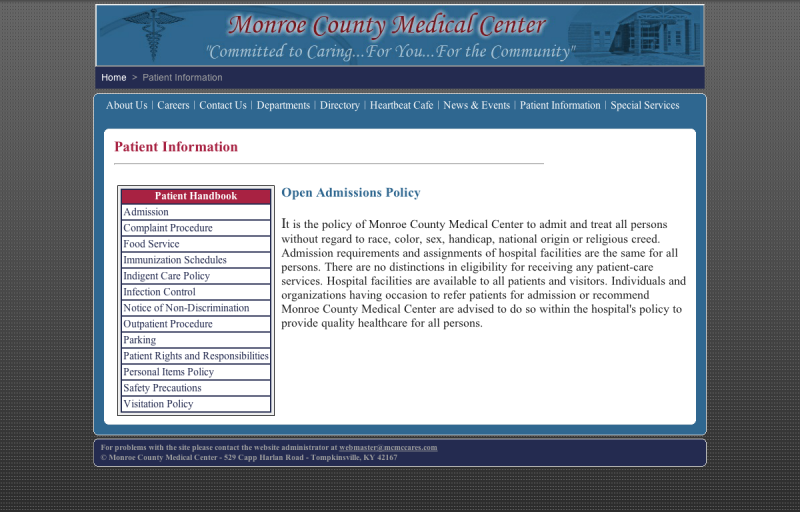 Monroe County Medical Center
"Committed to Caring...For You...For the Community"
Home > Patient Information
About Us | Careers | Contact Us | Departments | Directory | Heartbeat Cafe | News & Events | Patient Information | Special Services
Patient Information
Patient Handbook
Admission
Complaint Procedure
Food Service
Immunization Schedules
Indigent Care Policy
Infection Control
Notice of Non-Discrimination
Outpatient Procedure
Parking
Patient Rights and Responsibilities
Personal Items Policy
Safety Precautions
Visitation Policy
Open Admissions Policy
It is the policy of Monroe County Medical Center to admit and treat all persons
without regard to race, color, sex, handicap, national origin or religious creed.
Admission requirements and assignments of hospital facilities are the same for all
persons. There are no distinctions in eligibility for receiving any patient-care
services. Hospital facilities are available to all patients and visitors. Individuals and
organizations having occasion to refer patients for admission or recommend
Monroe County Medical Center are advised to do so within the hospital's policy to
provide quality healthcare for all persons.
For problems with the site please contact the website administrator at webmaster@mcmccares.com
© Monroe County Medical Center - 529 Capp Harlan Road - Tompkinsville, KY 42167